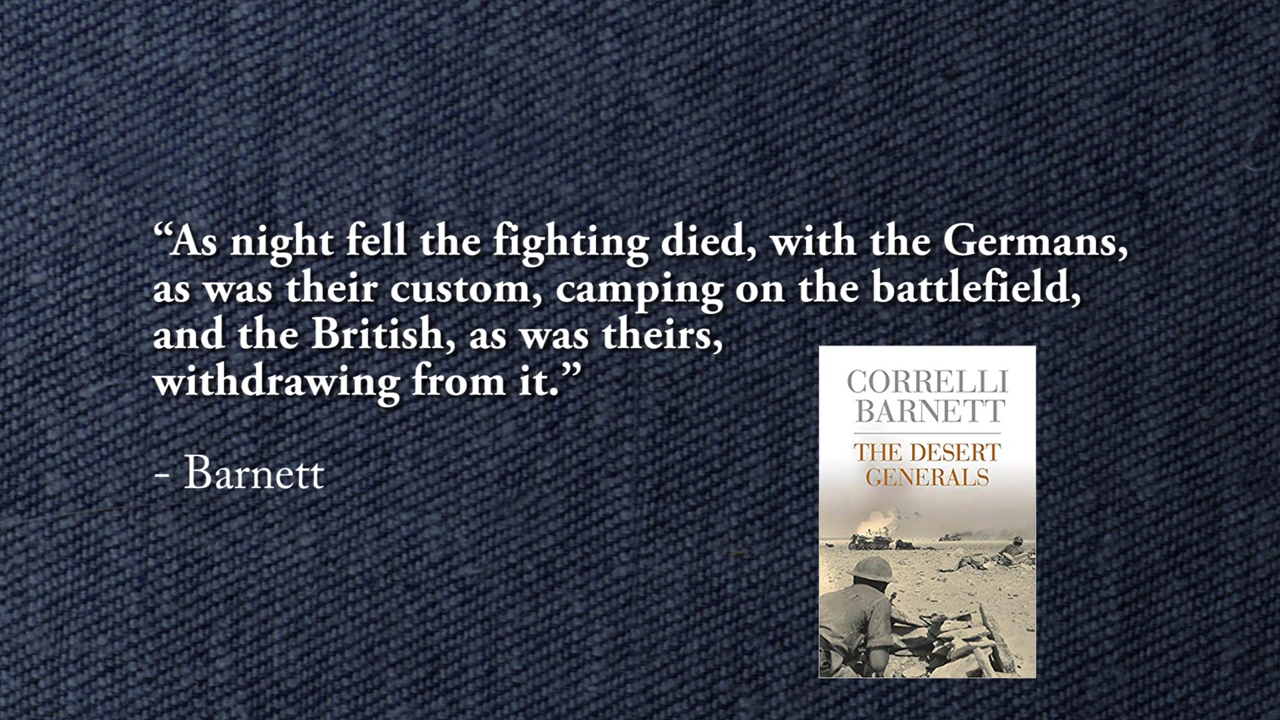 “As night fell the fighting died, with the Germans,
as was their custom, camping on the battlefield,
and the British, as was theirs,
withdrawing from it.”
- Barnett
CORRELLI
BARNETT
THE DESERT
GENERALS